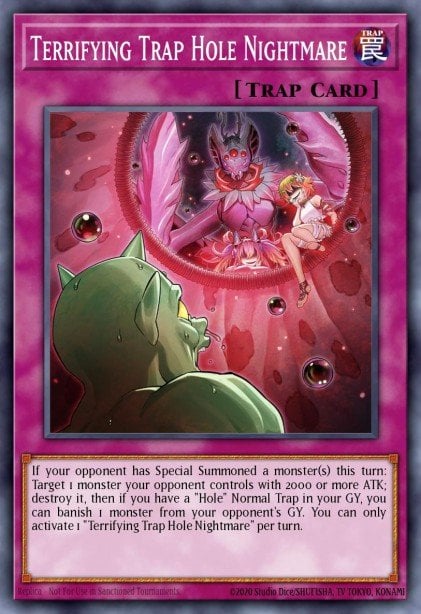 TERRIFYING TRAP HOLE NIGHTMARE
TRAP
罠
[TRAP CARD]
If your opponent has Special Summoned a monster(s) this turn:
Target 1 monster your opponent controls with 2000 or more ATK;
destroy it, then if you have a "Hole" Normal Trap in your GY, you
can banish 1 monster from your opponent's GY. You can only
activate 1 "Terrifying Trap Hole Nightmare" per turn.
Replica - Not For Use in Sanctioned Tournaments
©2020 Studio Dice/SHUEISHA, TV TOKYO, KONAMI